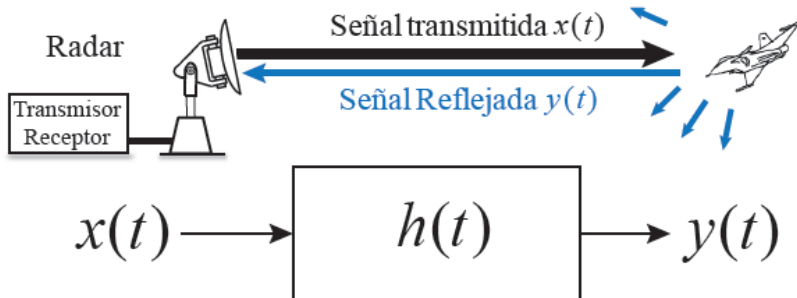 Radar
Señal transmitida x(t)
Señal Reflejada y(t)
Transmisor
Receptor
x(t)
h(t)
y(t)